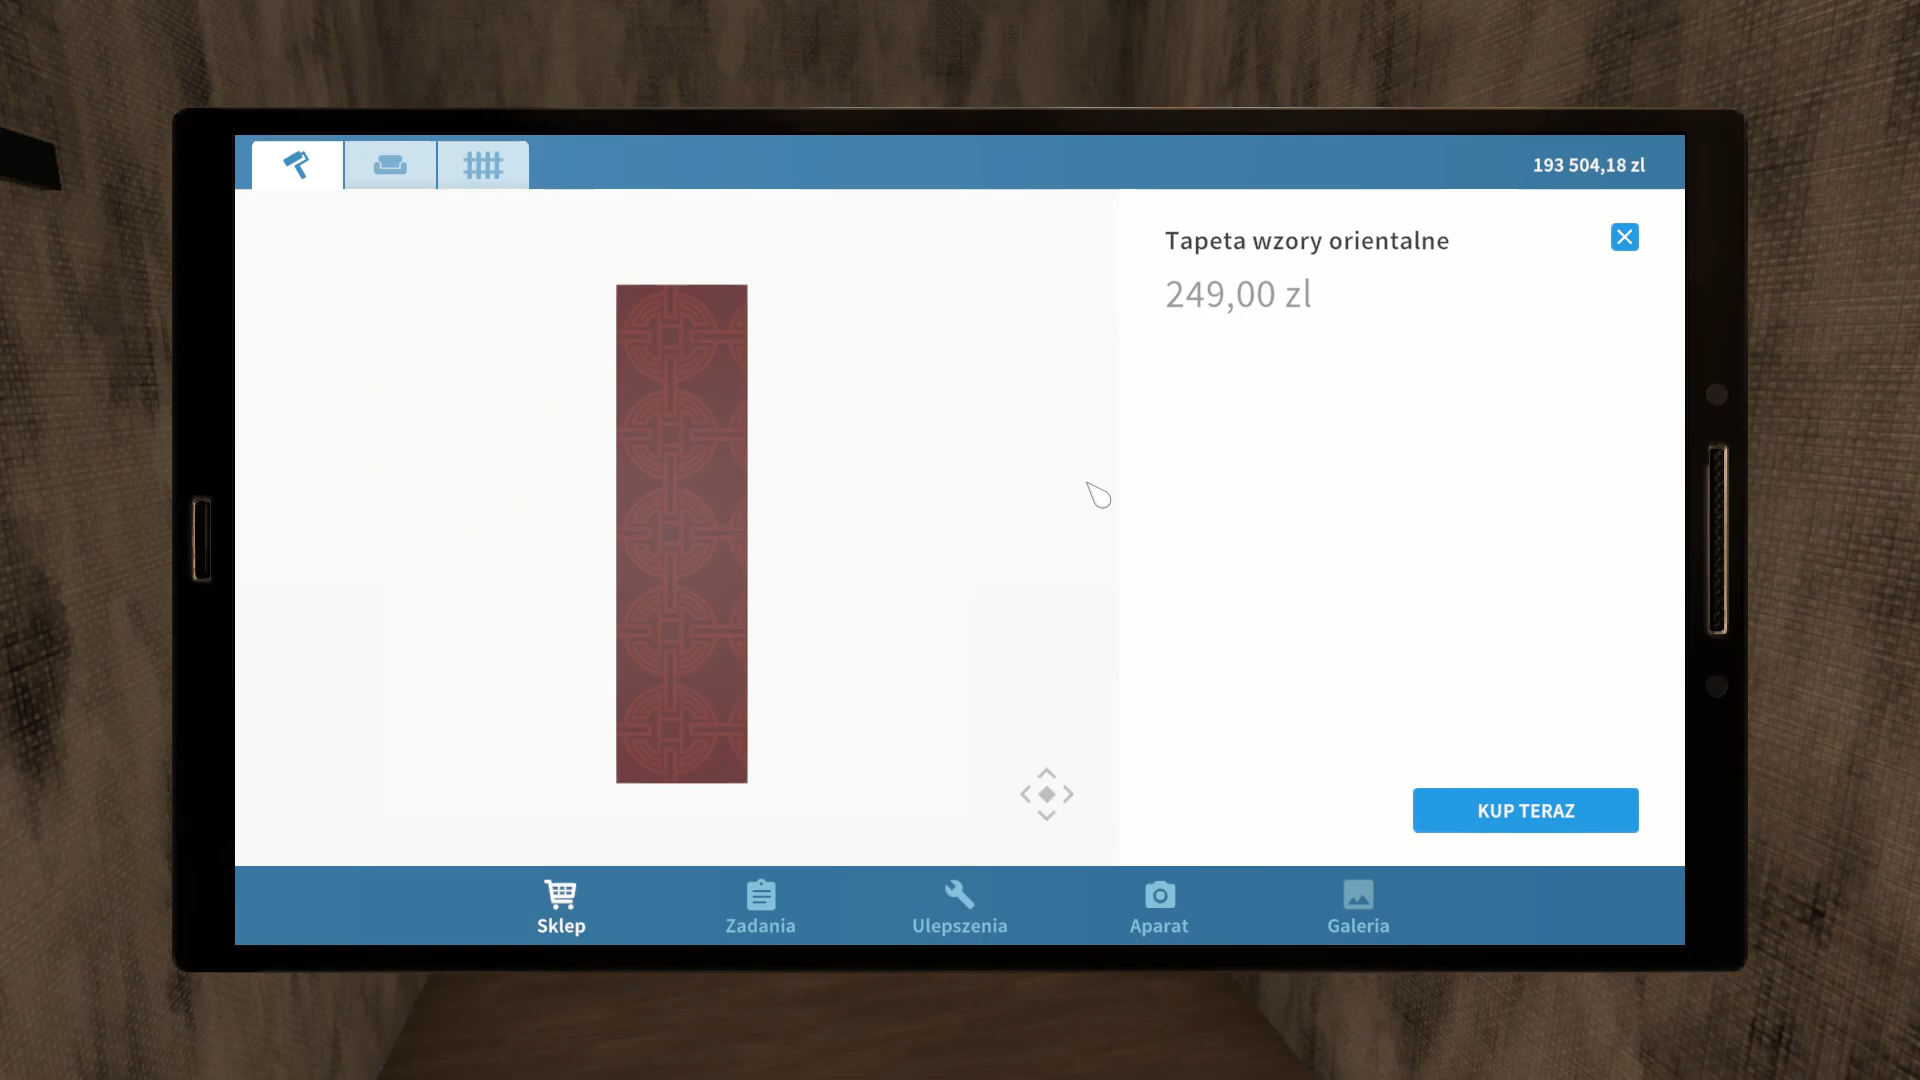 193 504,18 zl
Tapeta wzory orientalne
249,00 zl
KUP TERAZ
Sklep
Zadania
Ulepszenia
Aparat
Galeria